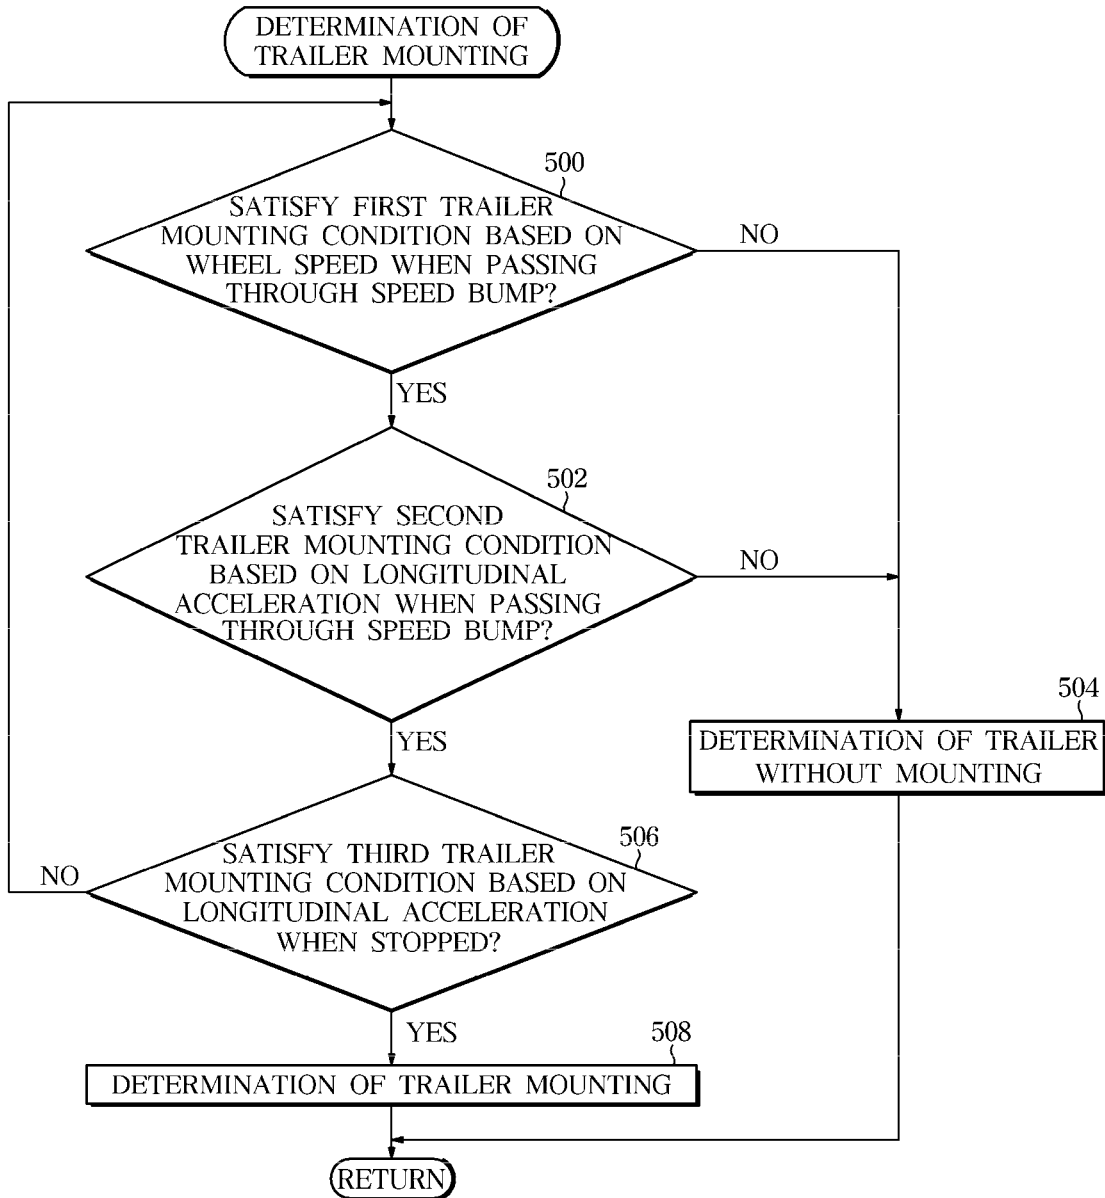 DETERMINATION OF
TRAILER MOUNTING
500
SATISFY FIRST TRAILER
MOUNTING CONDITION BASED ON
WHEEL SPEED WHEN PASSING
THROUGH SPEED BUMP?
NO
YES
502
SATISFY SECOND
TRAILER MOUNTING CONDITION
BASED ON LONGITUDINAL
ACCELERATION WHEN PASSING
THROUGH SPEED BUMP?
NO
YES
504
DETERMINATION OF TRAILER
WITHOUT MOUNTING
506
SATISFY THIRD TRAILER
MOUNTING CONDITION BASED ON
LONGITUDINAL ACCELERATION
WHEN STOPPED?
NO
YES
508
DETERMINATION OF TRAILER MOUNTING
RETURN